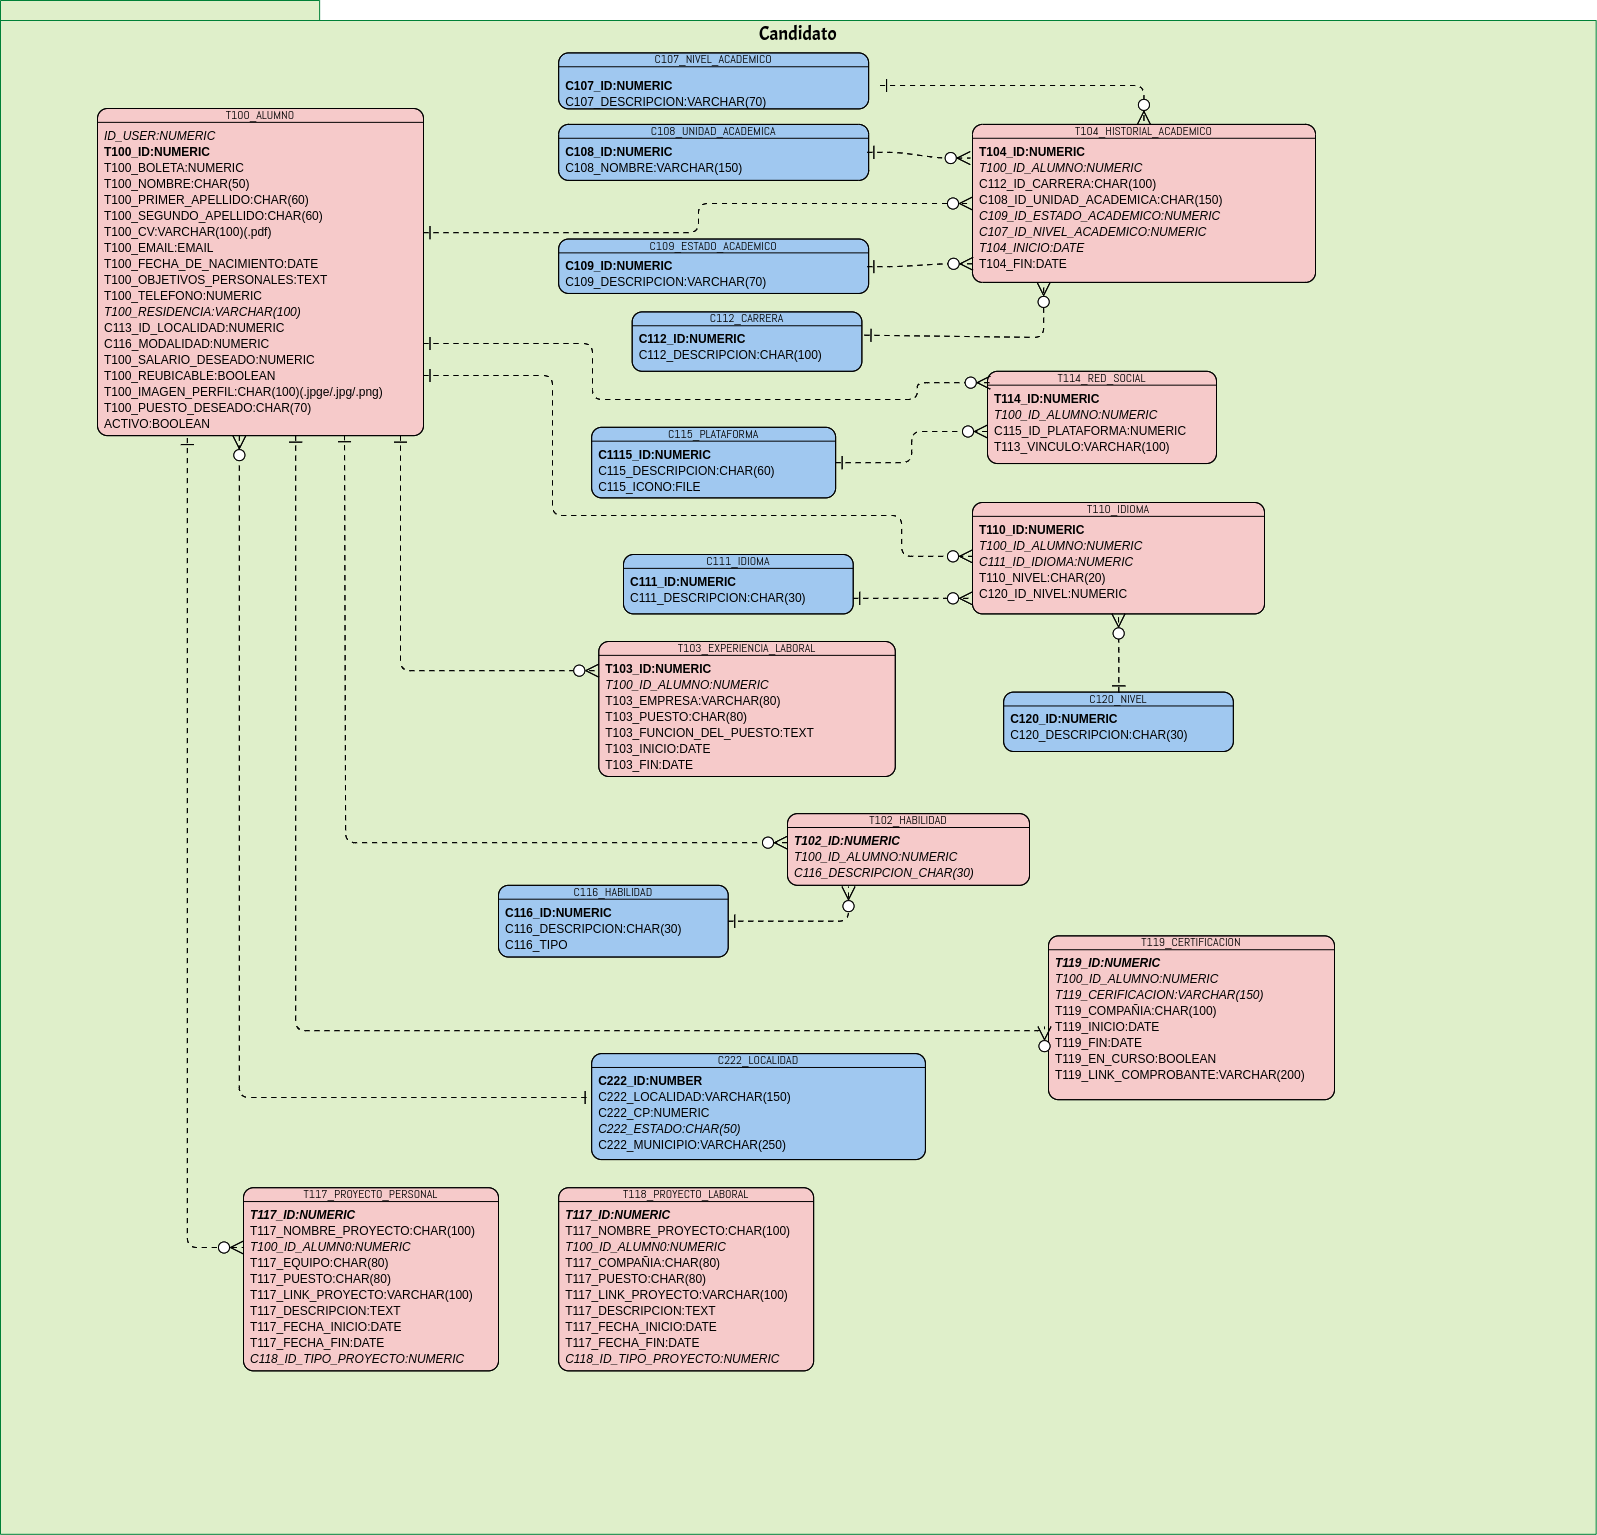 Candidato
C107_NIVEL_ACADEMICO
C107_ID:NUMERIC
C107_DESCRIPCION:VARCHAR(70)
T100_ALUMNO
ID_USER:NUMERIC
T100_ID:NUMERIC
T100_BOLETA:NUMERIC
T100_NOMBRE:CHAR(50)
T100_PRIMER_APELLIDO:CHAR(60)
T100_SEGUNDO_APELLIDO:CHAR(60)
T100_CV:VARCHAR(100)(.pdf)
T100_EMAIL:EMAIL
T100_FECHA_DE_NACIMIENTO:DATE
T100_OBJETIVOS_PERSONALES:TEXT
T100_TELEFONO:NUMERIC
T100_RESIDENCIA:VARCHAR(100)
C113_ID_LOCALIDAD:NUMERIC
C116_MODALIDAD:NUMERIC
T100_SALARIO_DESEADO:NUMERIC
T100_REUBICABLE:BOOLEAN
T100_IMAGEN_PERFIL:CHAR(100)(.jpge/.jpg/.png)
T100_PUESTO_DESEADO:CHAR(70)
ACTIVO:BOOLEAN
C108_UNIDAD_ACADEMICA
C108_ID:NUMERIC
C108_NOMBRE:VARCHAR(150)
T104_HISTORIAL_ACADEMICO
T104_ID:NUMERIC
T100_ID_ALUMNO:NUMERIC
C112_ID_CARRERA:CHAR(100)
C108_ID_UNIDAD_ACADEMICA:CHAR(150)
C109_ID_ESTADO_ACADEMICO:NUMERIC
C107_ID_NIVEL_ACADEMICO:NUMERIC
T104_INICIO:DATE
T104_FIN:DATE
C109_ESTADO_ACADEMICO
C109_ID:NUMERIC
C109_DESCRIPCION:VARCHAR(70)
C112_CARRERA
C112_ID:NUMERIC
C112_DESCRIPCION:CHAR(100)
T114_RED_SOCIAL
T114_ID:NUMERIC
T100_ID_ALUMNO:NUMERIC
C115_ID_PLATAFORMA:NUMERIC
T113_VINCULO:VARCHAR(100)
C115_PLATAFORMA
C1115_ID:NUMERIC
C115_DESCRIPCION:CHAR(60)
C115_ICONO:FILE
T110_IDIOMA
T110_ID:NUMERIC
T100_ID_ALUMNO:NUMERIC
C111_ID_IDIOMA:NUMERIC
T110_NIVEL:CHAR(20)
C120_ID_NIVEL:NUMERIC
C111_IDIOMA
C111_ID:NUMERIC
C111_DESCRIPCION:CHAR(30)
T103_EXPERIENCIA_LABORAL
T103_ID:NUMERIC
T100_ID_ALUMNO:NUMERIC
T103_EMPRESA:VARCHAR(80)
T103_PUESTO:CHAR(80)
T103_FUNCION_DEL_PUESTO:TEXT
T103_INICIO:DATE
T103_FIN:DATE
C120_NIVEL
C120_ID:NUMERIC
C120_DESCRIPCION:CHAR(30)
T102_HABILIDAD
T102_ID:NUMERIC
T100_ID_ALUMNO:NUMERIC
C116_DESCRIPCION_CHAR(30)
C116_HABILIDAD
C116_ID:NUMERIC
C116_DESCRIPCION:CHAR(30)
C116_TIPO
T119_CERTIFICACION
T119_ID:NUMERIC
T100_ID_ALUMNO:NUMERIC
T119_CERIFICACION:VARCHAR(150)
T119_COMPAÑIA:CHAR(100)
T119_INICIO:DATE
T119_FIN:DATE
T119_EN_CURSO:BOOLEAN
T119_LINK_COMPROBANTE:VARCHAR(200)
C222_LOCALIDAD
C222_ID:NUMBER
C222_LOCALIDAD:VARCHAR(150)
C222_CP:NUMERIC
C222_ESTADO:CHAR(50)
C222_MUNICIPIO:VARCHAR(250)
T117_PROYECTO_PERSONAL
T117_ID:NUMERIC
T117_NOMBRE_PROYECTO:CHAR(100)
T100_ID_ALUMN0:NUMERIC
T117_EQUIPO:CHAR(80)
T117_PUESTO:CHAR(80)
T117_LINK_PROYECTO:VARCHAR(100)
T117_DESCRIPCION:TEXT
T117_FECHA_INICIO:DATE
T117_FECHA_FIN:DATE
C118_ID_TIPO_PROYECTO:NUMERIC
T118_PROYECTO_LABORAL
T117_ID:NUMERIC
T117_NOMBRE_PROYECTO:CHAR(100)
T100_ID_ALUMN0:NUMERIC
T117_COMPAÑIA:CHAR(80)
T117_PUESTO:CHAR(80)
T117_LINK_PROYECTO:VARCHAR(100)
T117_DESCRIPCION:TEXT
T117_FECHA_INICIO:DATE
T117_FECHA_FIN:DATE
C118_ID_TIPO_PROYECTO:NUMERIC